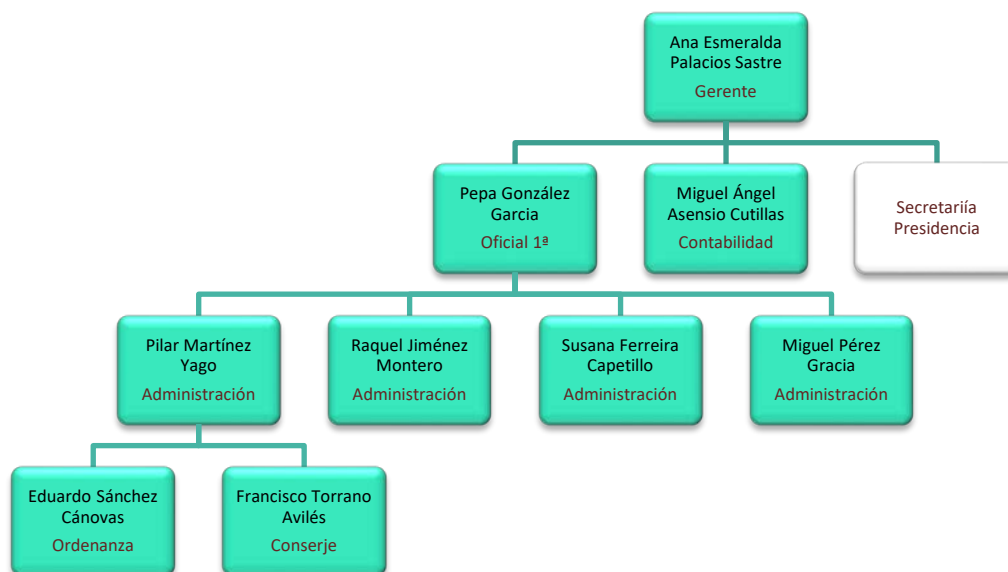 Ana Esmeralda
Palacios Sastre
Gerente
Pepa González
Garcia
Oficial 1ª
Miguel Ángel
Asensio Cutillas
Contabilidad
Secretariía
Presidencia
Pilar Martínez
Yago
Administración
Raquel Jiménez
Montero
Administración
Susana Ferreira
Capetillo
Administración
Miguel Pérez
Gracia
Administración
Eduardo Sánchez
Cánovas
Ordenanza
Francisco Torrano
Avilés
Conserje